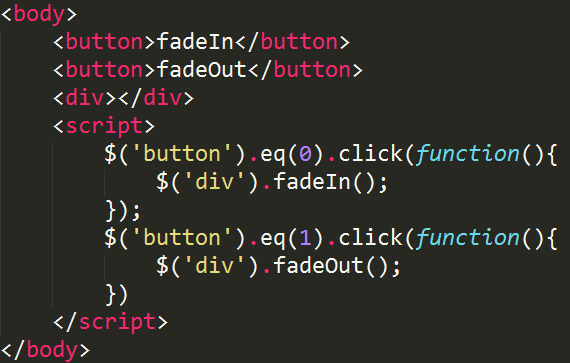 <body>
    <button>fadeIn</button>
    <button>fadeOut</button>
    <div></div>
    <script>
        $('button').eq(0).click(function(){
            $('div').fadeIn();
        });
        $('button').eq(1).click(function(){
            $('div').fadeOut();
        })
    </script>
</body>